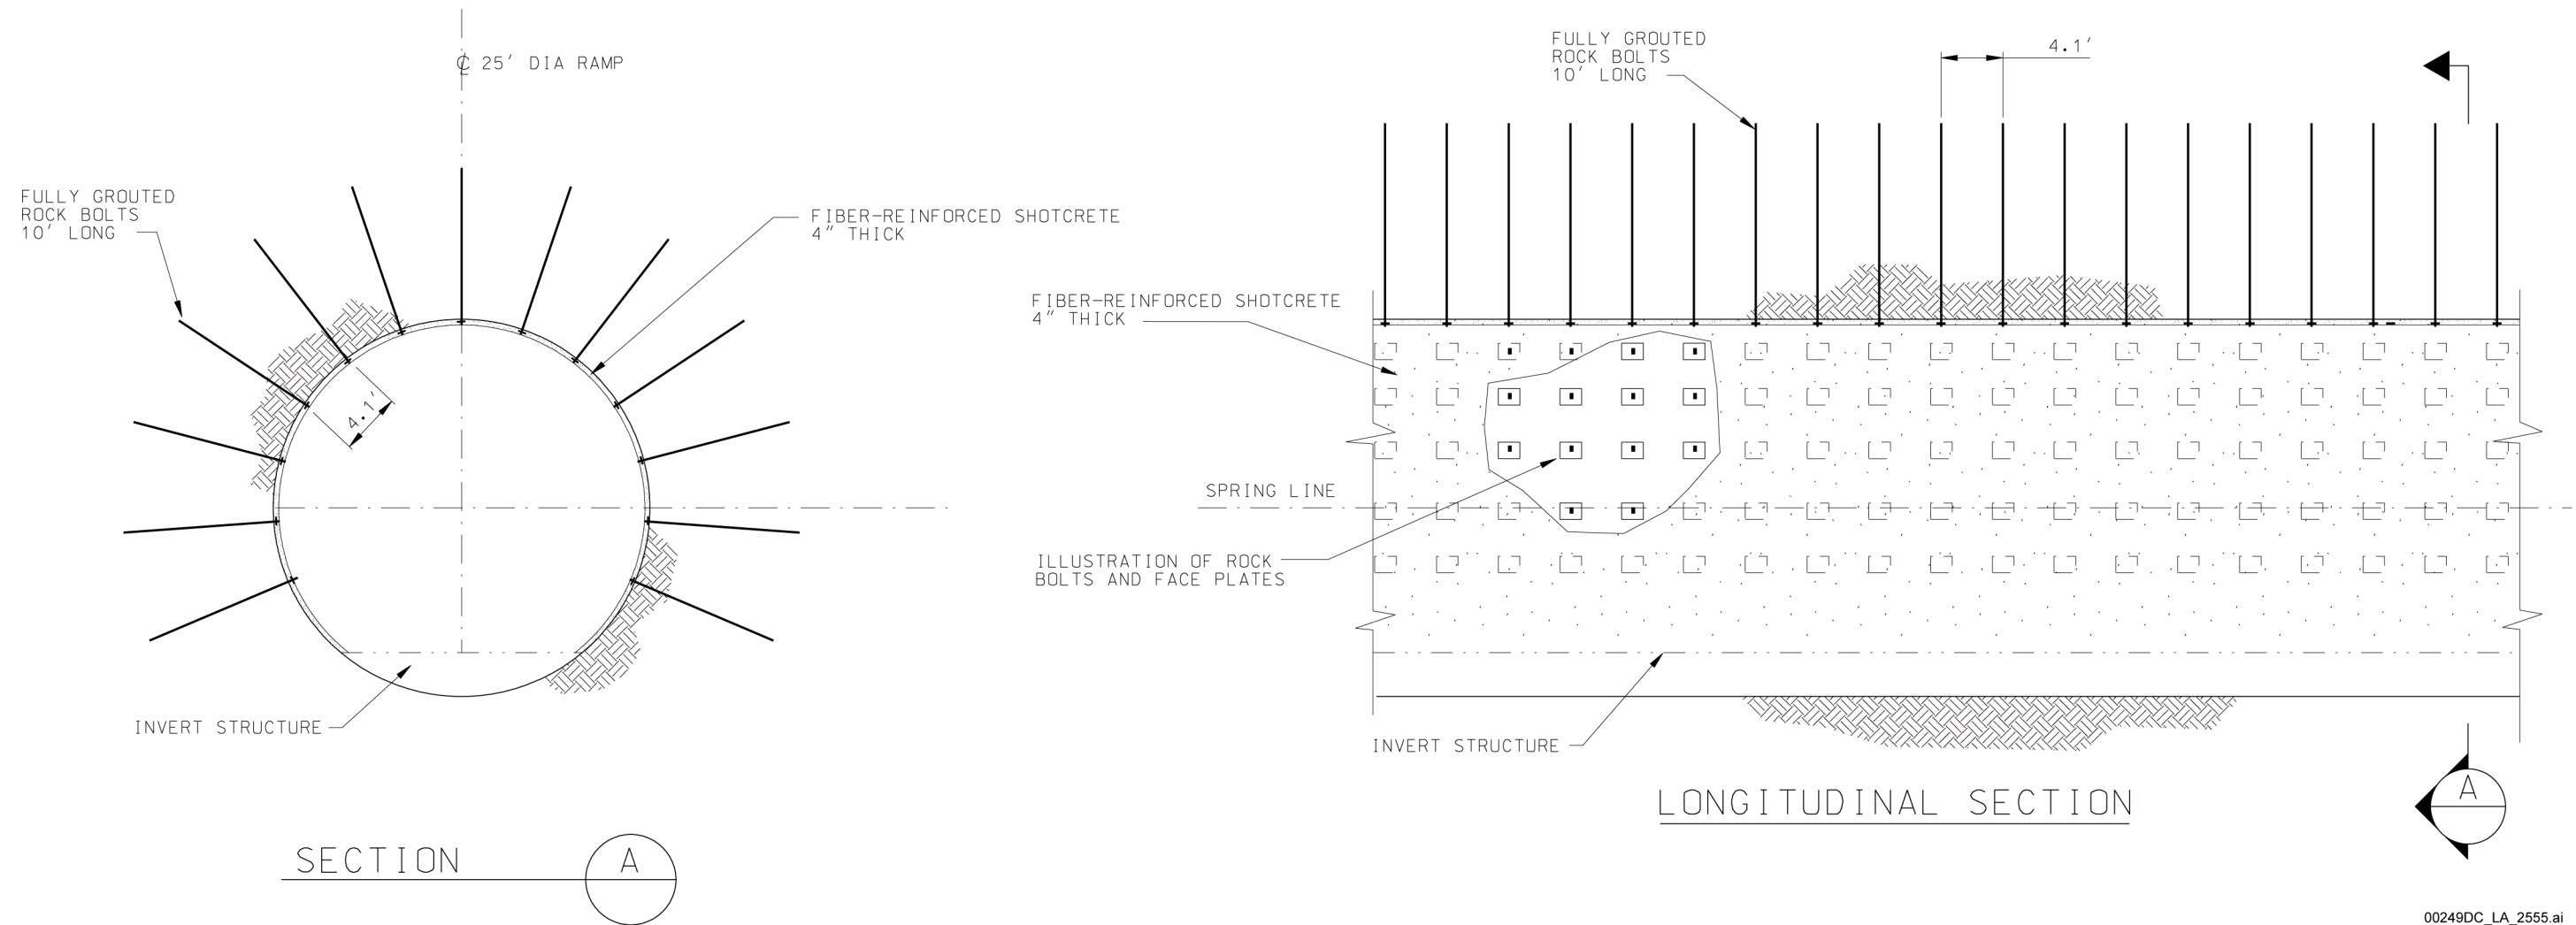 ℄ 25' DIA RAMP
FULLY GROUTED
ROCK BOLTS
10' LONG
FIBER-REINFORCED SHOTCRETE
4" THICK
4.1'
INVERT STRUCTURE
SECTION
A
FULLY GROUTED
ROCK BOLTS
10' LONG
4.1'
FIBER-REINFORCED SHOTCRETE
4" THICK
SPRING LINE
ILLUSTRATION OF ROCK
BOLTS AND FACE PLATES
INVERT STRUCTURE
LONGITUDINAL SECTION
A
00249DC_LA_2555.ai